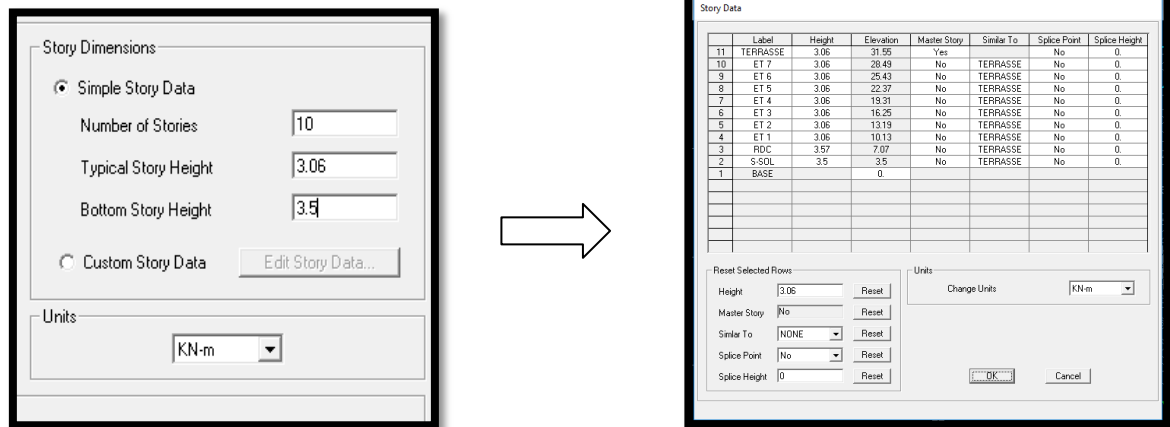 Story Dimensions
Simple Story Data
Number of Stories 10
Typical Story Height 3.06
Bottom Story Height 3.5
Custom Story Data Edit Story Data...
Units
KN-m
Story Data
Label Height Elevation Master Story Similar To Splice Point Splice Height
11 TERRASSE 3.06 31.55 Yes No 0.
10 ET 7 3.06 28.49 No TERRASSE No 0.
9 ET 6 3.06 25.43 No TERRASSE No 0.
8 ET 5 3.06 22.37 No TERRASSE No 0.
7 ET 4 3.06 19.31 No TERRASSE No 0.
6 ET 3 3.06 16.25 No TERRASSE No 0.
5 ET 2 3.06 13.19 No TERRASSE No 0.
4 ET 1 3.06 10.13 No TERRASSE No 0.
3 RDC 3.57 7.07 No TERRASSE No 0.
2 S-SOL 3.5 3.5 No TERRASSE No 0.
1 BASE 0.
Reset Selected Rows
Height 3.06 Reset
Master Story No Reset
Simlar To NONE Reset
Splice Point No Reset
Splice Height 0 Reset
Units
Change Units KN-m
OK Cancel